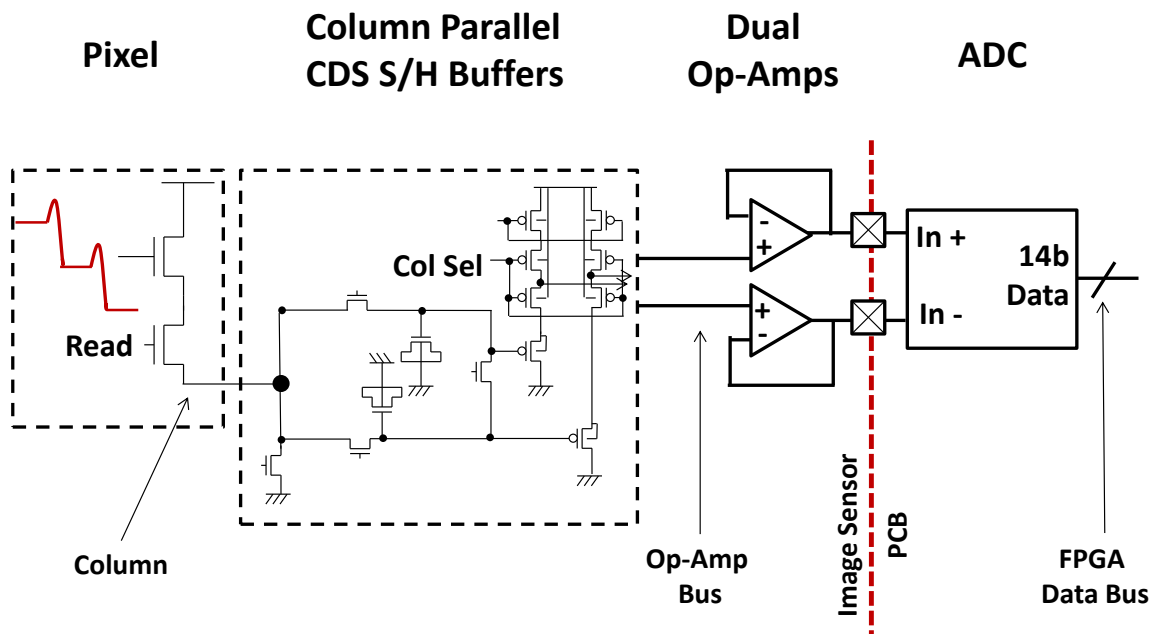 Pixel
Column Parallel
CDS S/H Buffers
Dual
Op-Amps
ADC
Read
Col Sel
-
+
+
-
In +
In -
14b
Data
Column
Op-Amp
Bus
Image Sensor
PCB
FPGA
Data Bus